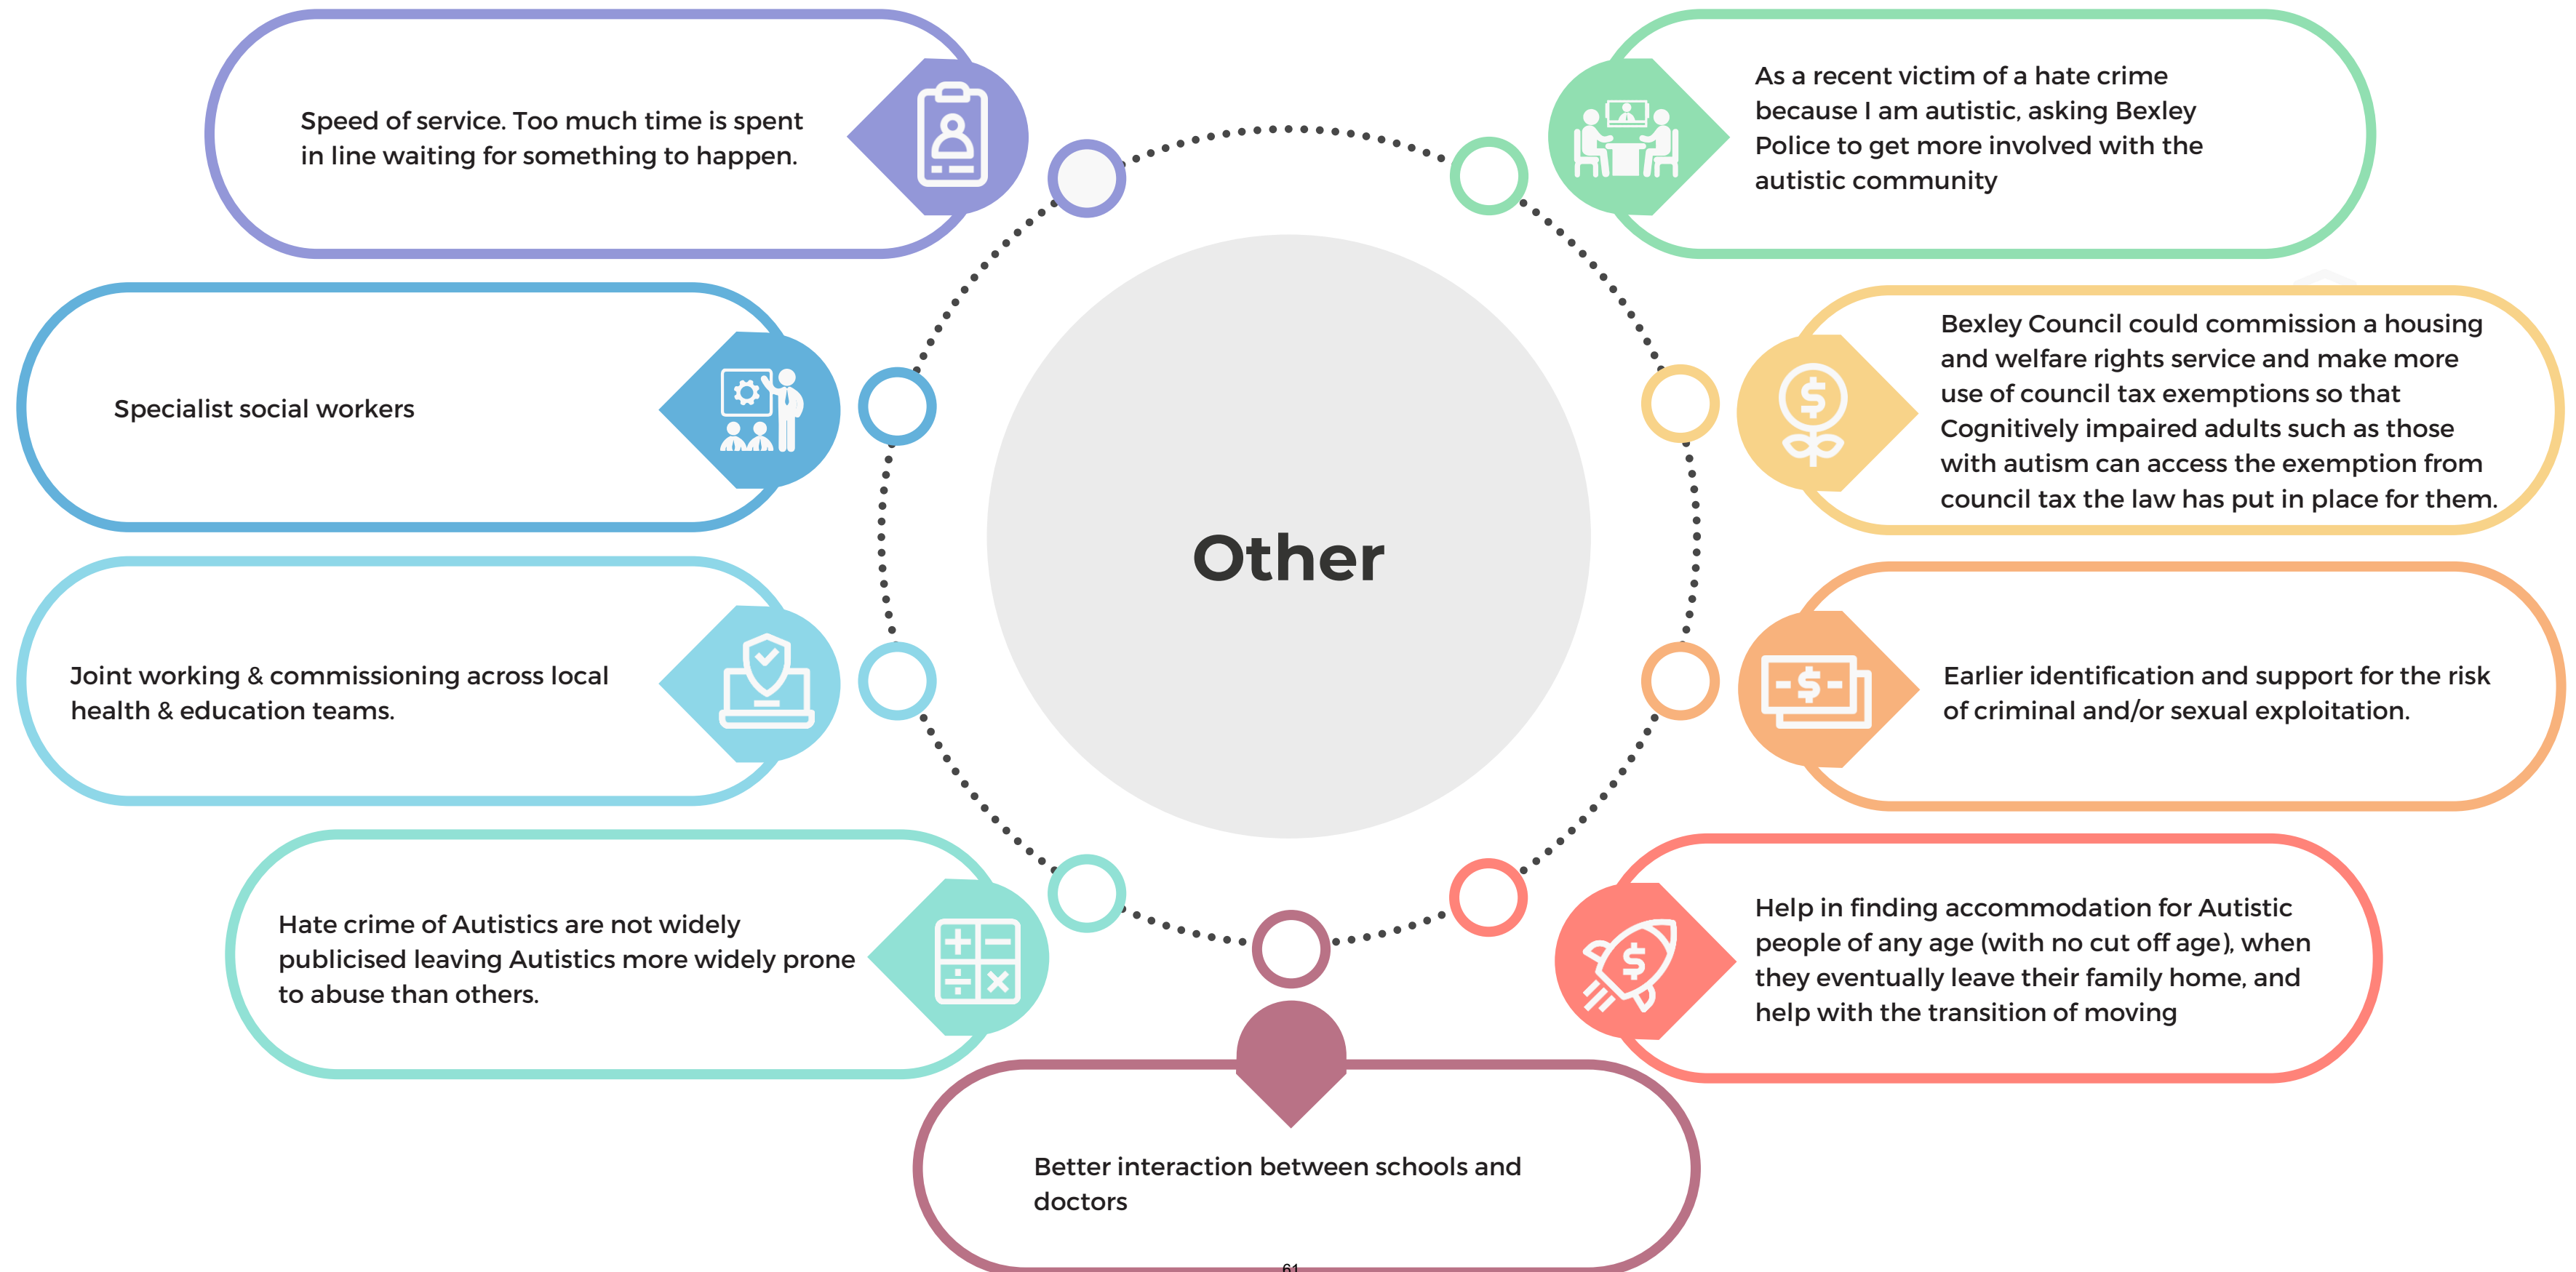 Speed of service. Too much time is spent
in line waiting for something to happen.
As a recent victim of a hate crime
because I am autistic, asking Bexley
Police to get more involved with the
autistic community
Specialist social workers
Bexley Council could commission a housing
and welfare rights service and make more
use of council tax exemptions so that
Cognitively impaired adults such as those
with autism can access the exemption from
council tax the law has put in place for them.
Other
Joint working & commissioning across local
health & education teams.
Earlier identification and support for the risk
of criminal and/or sexual exploitation.
Hate crime of Autistics are not widely
publicised leaving Autistics more widely prone
to abuse than others.
Help in finding accommodation for Autistic
people of any age (with no cut off age), when
they eventually leave their family home, and
help with the transition of moving
Better interaction between schools and
doctors
61